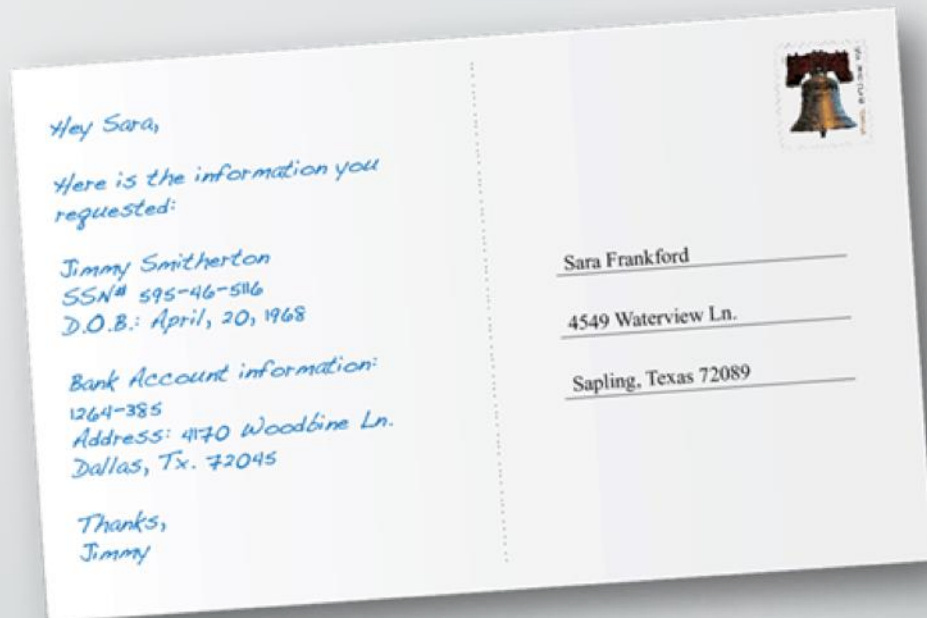 Hey Sara,
Here is the information you
requested:
Jimmy Smitherton
SSN# 595-46-5116
D.O.B.: April, 20, 1968
Bank Account information:
1264-385
Address: 4170 Woodbine Ln.
Dallas, Tx. 72045
Thanks,
Jimmy
Sara Frankford
4549 Waterview Ln.
Sapling, Texas 72089